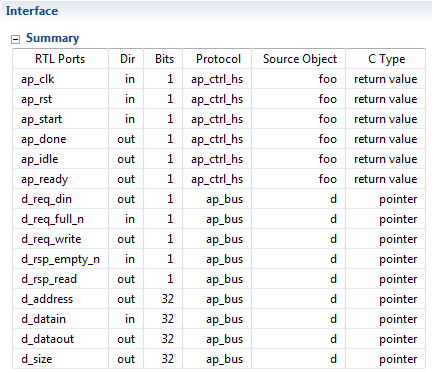 Interface
Summary
RTL Ports Dir Bits Protocol Source Object C Type
ap_clk in 1 ap_ctrl_hs foo return value
ap_rst in 1 ap_ctrl_hs foo return value
ap_start in 1 ap_ctrl_hs foo return value
ap_done out 1 ap_ctrl_hs foo return value
ap_idle out 1 ap_ctrl_hs foo return value
ap_ready out 1 ap_ctrl_hs foo return value
d_req_din out 1 ap_bus d pointer
d_req_full_n in 1 ap_bus d pointer
d_req_write out 1 ap_bus d pointer
d_rsp_empty_n in 1 ap_bus d pointer
d_rsp_read out 1 ap_bus d pointer
d_address out 32 ap_bus d pointer
d_datain in 32 ap_bus d pointer
d_dataout out 32 ap_bus d pointer
d_size out 32 ap_bus d pointer